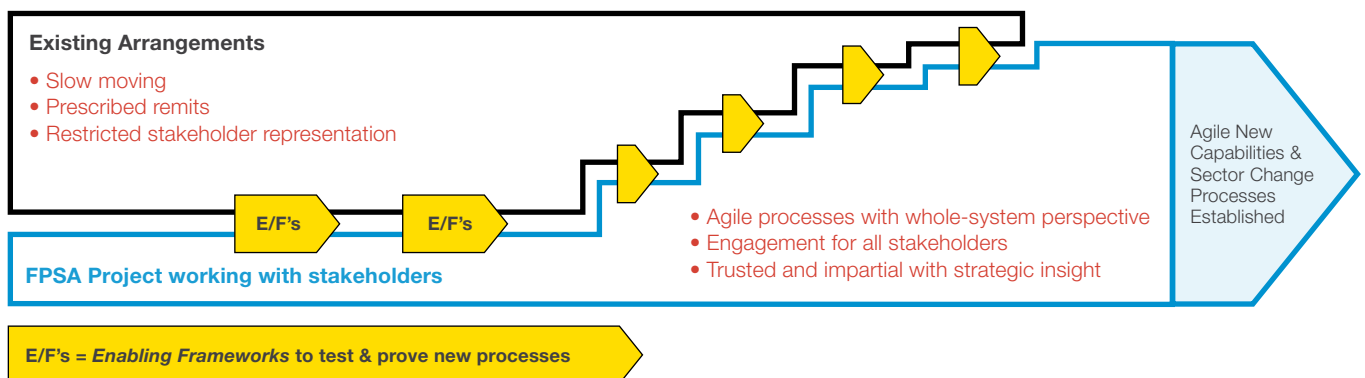 Existing Arrangements
• Slow moving
• Prescribed remits
• Restricted stakeholder representation
E/F's
E/F's
FPSA Project working with stakeholders
• Agile processes with whole-system perspective
• Engagement for all stakeholders
• Trusted and impartial with strategic insight
Agile New
Capabilities &
Sector Change
Processes
Established
E/F's = Enabling Frameworks to test & prove new processes